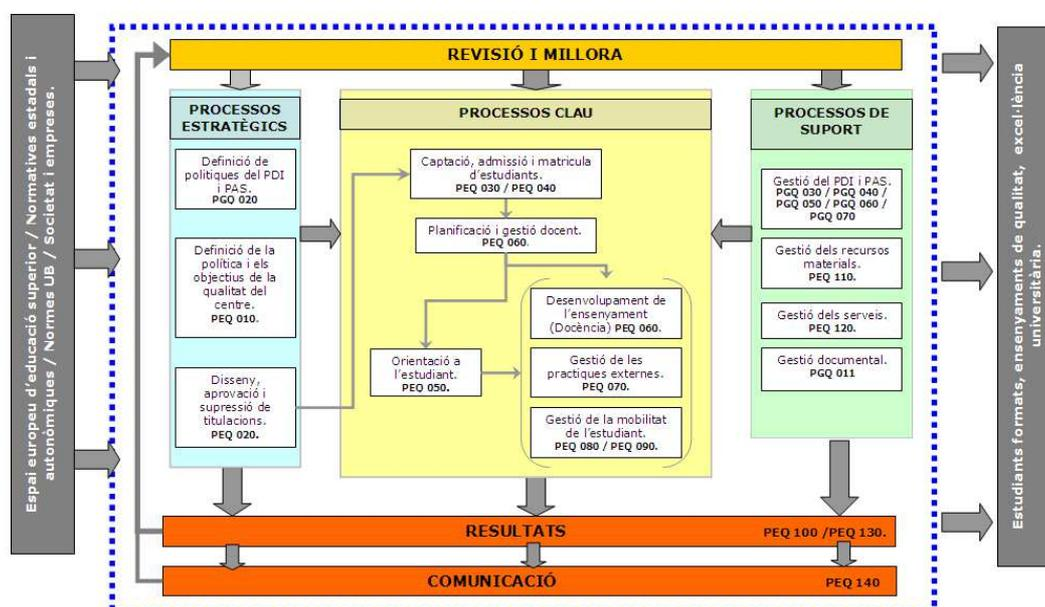 Espai europeu d'educació superior / Normatives estadals i
autonòmiques / Normes UB / Societat i empreses.
REVISIÓ I MILLORA
PROCESSOS
ESTRATÈGICS
Definició de
politiques del PDI
i PAS.
PGQ 020
Definició de la
política i els
objectius de la
qualitat del
centre.
PEQ 010.
Disseny,
aprovació i
supressió de
titulacions.
PEQ 020.
PROCESSOS CLAU
Captació, admissió i matricula
d'estudiants.
PEQ 030 / PEQ 040
Planificació i gestió docent.
PEQ 060.
Desenvolupament de
l'ensenyament
(Docència) PEQ 060.
Orientació a
l'estudiant.
PEQ 050.
Gestió de les
practiques externes.
PEQ 070.
Gestió de la mobilitat
de l'estudiant.
PEQ 080 / PEQ 090.
PROCESSOS DE
SUPORT
Gestió del PDI i PAS.
PGQ 030 / PGQ 040 /
PGQ 050 / PGQ 060 /
PGQ 070
Gestió dels recursos
materials.
PEQ 110.
Gestió dels serveis.
PEQ 120.
Gestió documental.
PGQ 011
RESULTATS PEQ 100 /PEQ 130.
COMUNICACIÓ PEQ 140
Estudiants formats, ensenyaments de qualitat, excel·lència
universitària.